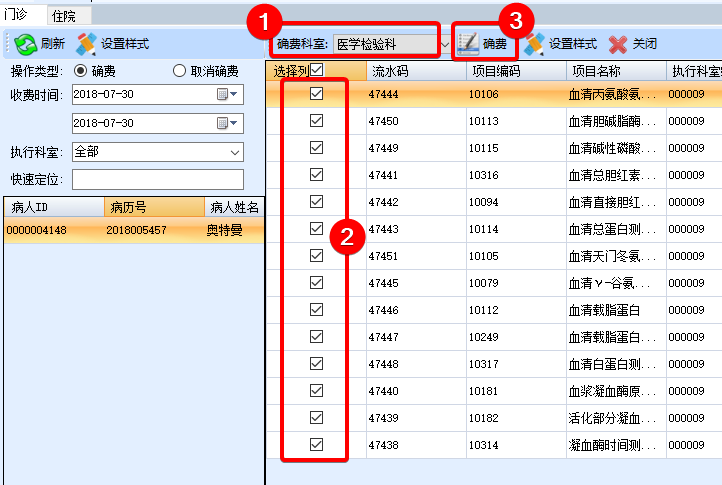 门诊 住院
刷新 设置样式
操作类型: 确费 取消确费
收费时间: 2018-07-30
2018-07-30
执行科室: 全部
快速定位:
病人ID 病历号 病人姓名
0000004148 2018005457 奥特曼
1 3
确费科室: 医学检验科 确费 设置样式 关闭
选择列 流水码 项目编码 项目名称 执行科室
47444 10106 血清丙氨酸氨... 000009
47450 10113 血清胆碱脂酶... 000009
47449 10115 血清碱性磷酸... 000009
47441 10316 血清总胆红素... 000009
47442 10094 血清直接胆红... 000009
2
47443 10114 血清总蛋白测... 000009
47451 10105 血清天门冬氨... 000009
47445 10079 血清γ-谷氨... 000009
47446 10112 血清载脂蛋白 000009
47447 10249 血清载脂蛋白... 000009
47448 10317 血清白蛋白测... 000009
47440 10181 血浆凝血酶原... 000009
47439 10182 活化部分凝血... 000009
47438 10314 凝血酶时间测... 000009